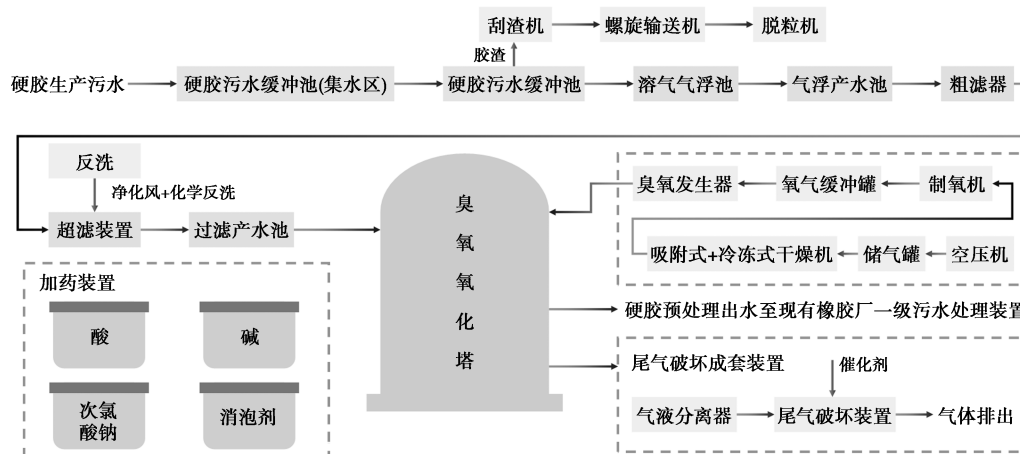 刮渣机
螺旋输送机
脱粒机
胶渣
硬胶生产污水
硬胶污水缓冲池(集水区)
硬胶污水缓冲池
溶气气浮池
气浮产水池
粗滤器
反洗
净化风+化学反洗
超滤装置
过滤产水池
臭
氧
氧
化
塔
臭氧发生器
氧气缓冲罐
制氧机
吸附式+冷冻式干燥机
储气罐
空压机
硬胶预处理出水至现有橡胶厂一级污水处理装置
加药装置
酸
碱
次氯
酸钠
消泡剂
尾气破坏成套装置
催化剂
气液分离器
尾气破坏装置
气体排出